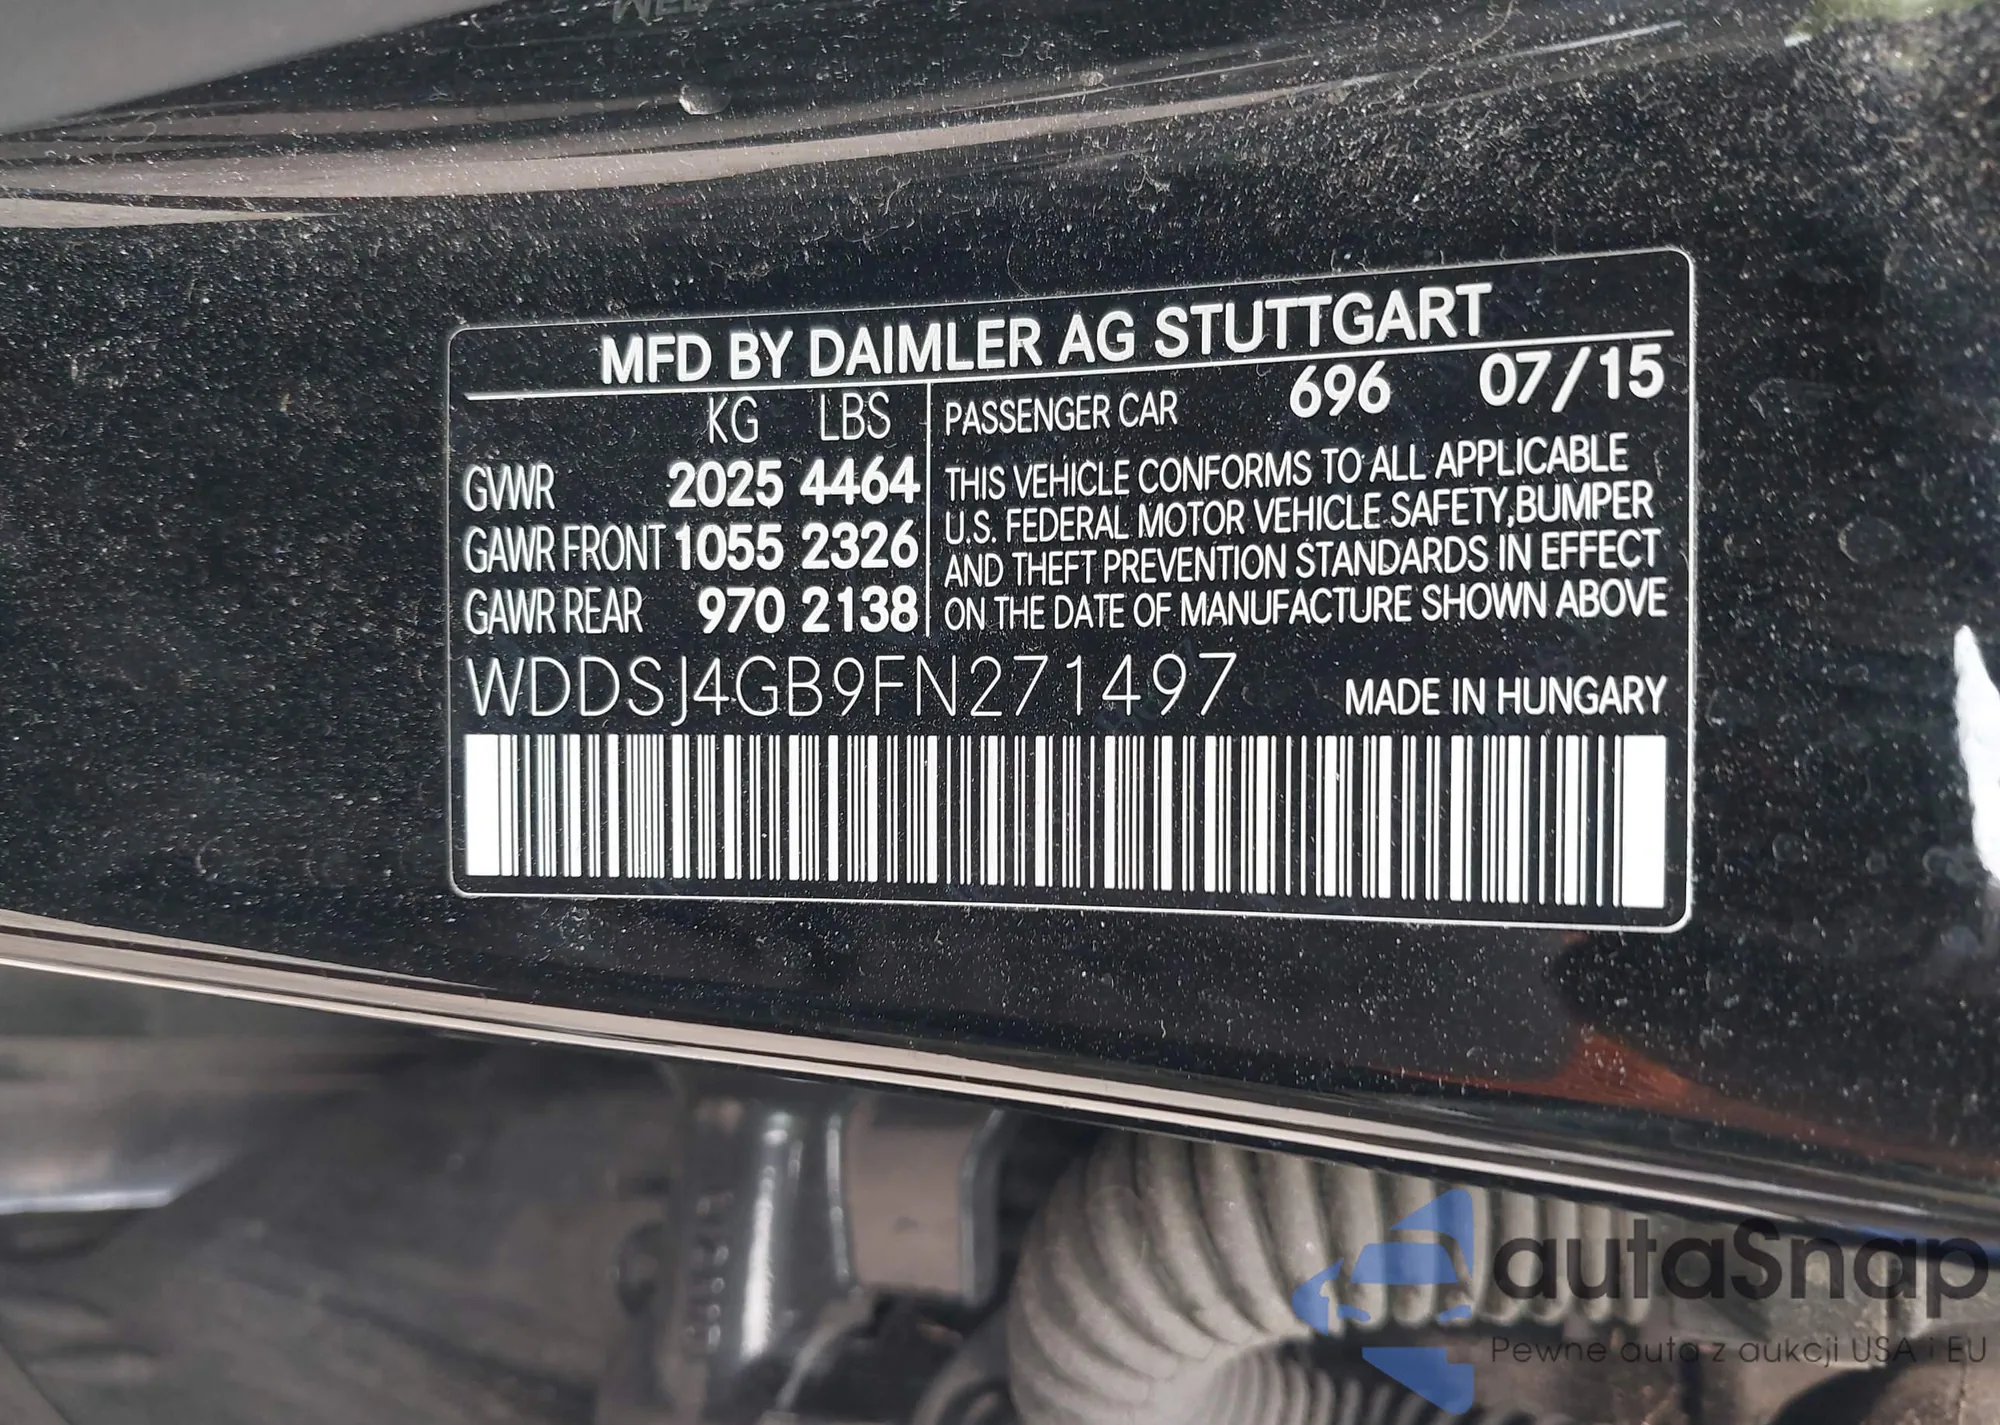 MFD BY DAIMLER AG STUTTGART
KG LBS
GVWR 2025 4464
GAWR FRONT 1055 2326
GAWR REAR 970 2138
PASSENGER CAR 696 07/15
THIS VEHICLE CONFORMS TO ALL APPLICABLE
U.S. FEDERAL MOTOR VEHICLE SAFETY,BUMPER
AND THEFT PREVENTION STANDARDS IN EFFECT
ON THE DATE OF MANUFACTURE SHOWN ABOVE
WDDSJ4GB9FN271497 MADE IN HUNGARY
autaSnap
Pewne auta z aukcji USA i EU